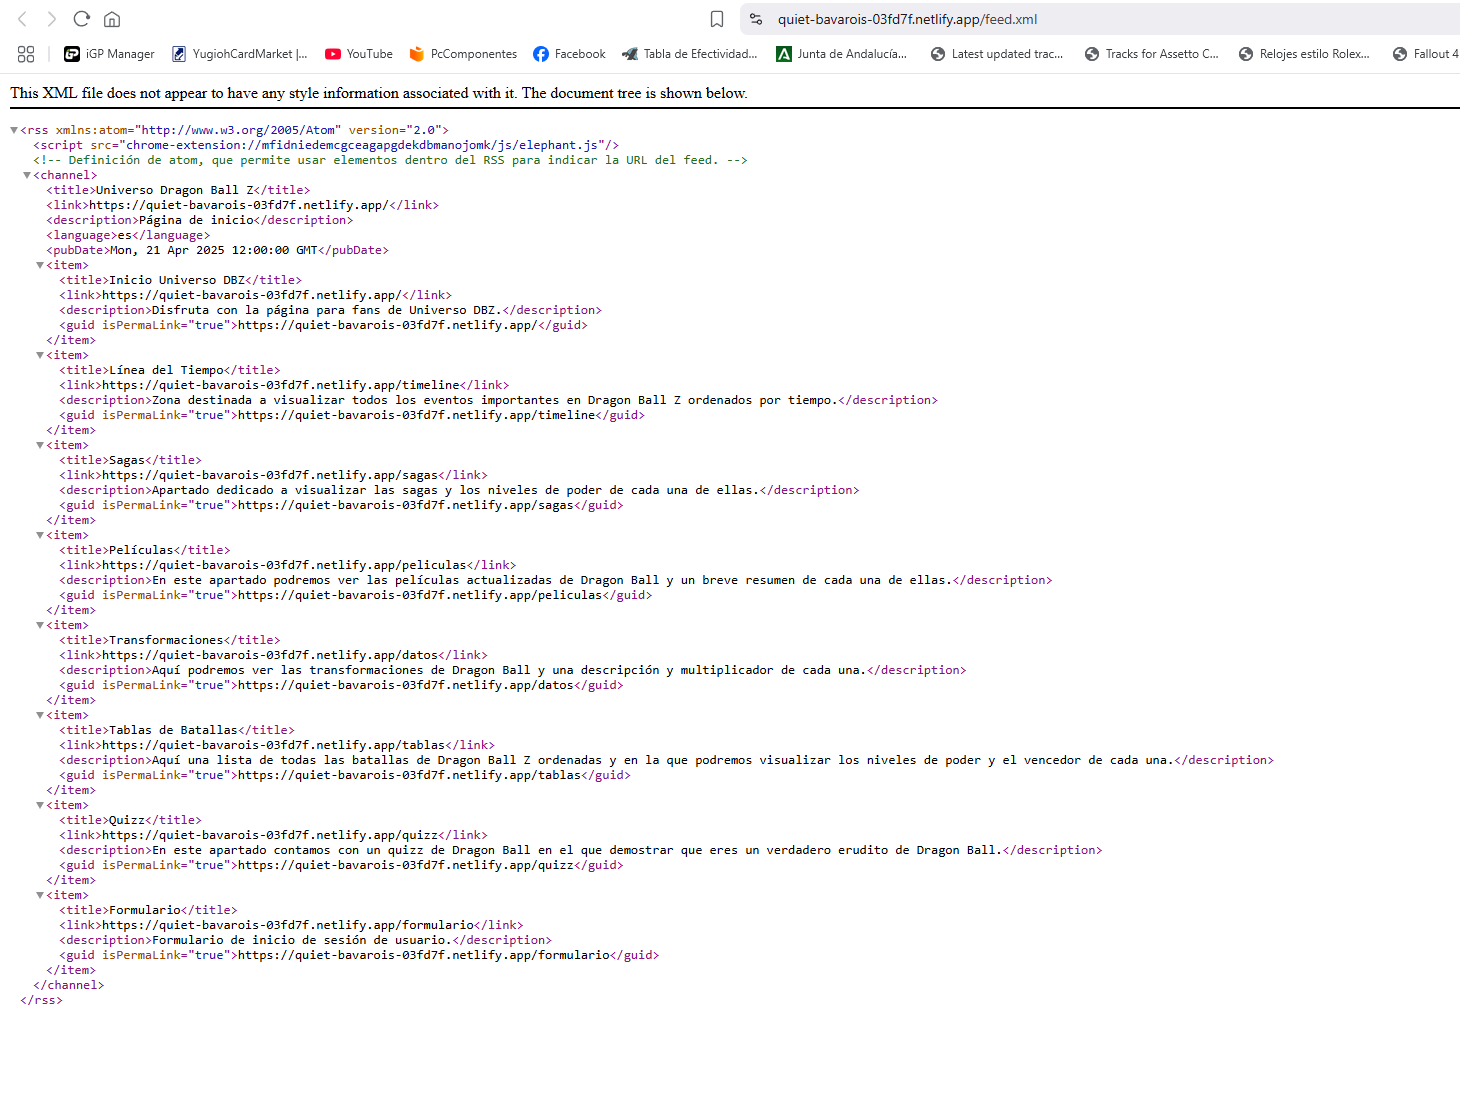 quiet-bavarois-03fd7f.netlify.app/feed.xml
iGP Manager YugiohCardMarket |... YouTube PcComponentes Facebook Tabla de Efectividad... Junta de Andalucía... Latest updated trac... Tracks for Assetto C... Relojes estilo Rolex... Fallout 4
This XML file does not appear to have any style information associated with it. The document tree is shown below.
▼<rss xmlns:atom="http://www.w3.org/2005/Atom" version="2.0">
<script src="chrome-extension://mfidniedemcgceagapgdekdbmanojomk/js/elephant.js"/>
<!-- Definición de atom, que permite usar elementos dentro del RSS para indicar la URL del feed. -->
▼<channel>
<title>Universo Dragon Ball Z</title>
<link>https://quiet-bavarois-03fd7f.netlify.app/</link>
<description>Página de inicio</description>
<language>es</language>
<pubDate>Mon, 21 Apr 2025 12:00:00 GMT</pubDate>
▼<item>
<title>Inicio Universo DBZ</title>
<link>https://quiet-bavarois-03fd7f.netlify.app/</link>
<description>Disfruta con la página para fans de Universo DBZ.</description>
<guid isPermaLink="true">https://quiet-bavarois-03fd7f.netlify.app/</guid>
</item>
▼<item>
<title>Línea del Tiempo</title>
<link>https://quiet-bavarois-03fd7f.netlify.app/timeline</link>
<description>Zona destinada a visualizar todos los eventos importantes en Dragon Ball Z ordenados por tiempo.</description>
<guid isPermaLink="true">https://quiet-bavarois-03fd7f.netlify.app/timeline</guid>
</item>
▼<item>
<title>Sagas</title>
<link>https://quiet-bavarois-03fd7f.netlify.app/sagas</link>
<description>Apartado dedicado a visualizar las sagas y los niveles de poder de cada una de ellas.</description>
<guid isPermaLink="true">https://quiet-bavarois-03fd7f.netlify.app/sagas</guid>
</item>
▼<item>
<title>Películas</title>
<link>https://quiet-bavarois-03fd7f.netlify.app/peliculas</link>
<description>En este apartado podremos ver las películas actualizadas de Dragon Ball y un breve resumen de cada una de ellas.</description>
<guid isPermaLink="true">https://quiet-bavarois-03fd7f.netlify.app/peliculas</guid>
</item>
▼<item>
<title>Transformaciones</title>
<link>https://quiet-bavarois-03fd7f.netlify.app/datos</link>
<description>Aquí podremos ver las transformaciones de Dragon Ball y una descripción y multiplicador de cada una.</description>
<guid isPermaLink="true">https://quiet-bavarois-03fd7f.netlify.app/datos</guid>
</item>
▼<item>
<title>Tablas de Batallas</title>
<link>https://quiet-bavarois-03fd7f.netlify.app/tablas</link>
<description>Aquí una lista de todas las batallas de Dragon Ball Z ordenadas y en la que podremos visualizar los niveles de poder y el vencedor de cada una.</description>
<guid isPermaLink="true">https://quiet-bavarois-03fd7f.netlify.app/tablas</guid>
</item>
▼<item>
<title>Quizz</title>
<link>https://quiet-bavarois-03fd7f.netlify.app/quizz</link>
<description>En este apartado contamos con un quizz de Dragon Ball en el que demostrar que eres un verdadero erudito de Dragon Ball.</description>
<guid isPermaLink="true">https://quiet-bavarois-03fd7f.netlify.app/quizz</guid>
</item>
▼<item>
<title>Formulario</title>
<link>https://quiet-bavarois-03fd7f.netlify.app/formulario</link>
<description>Formulario de inicio de sesión de usuario.</description>
<guid isPermaLink="true">https://quiet-bavarois-03fd7f.netlify.app/formulario</guid>
</item>
</channel>
</rss>